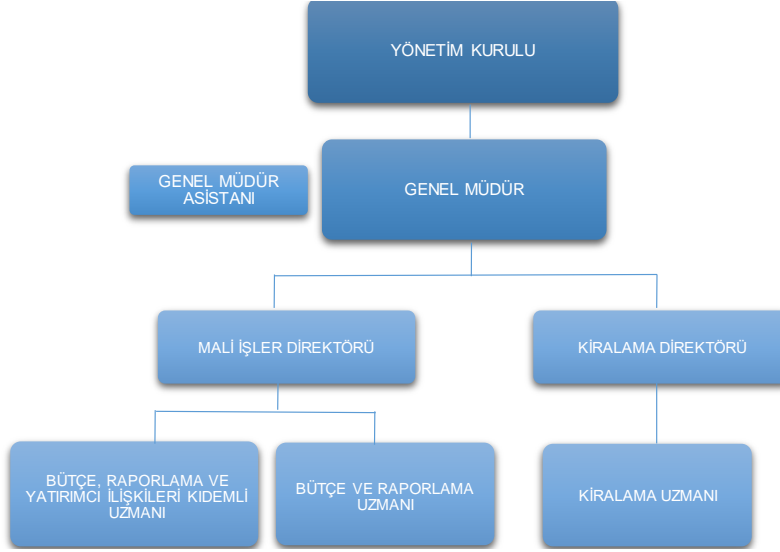 YÖNETİM KURULU
GENEL MÜDÜR
ASİSTANI
GENEL MÜDÜR
MALİ İŞLER DİREKTÖRÜ
KİRALAMA DİREKTÖRÜ
BÜTÇE, RAPORLAMA VE
YATIRIMCI İLİŞKİLERİ KIDEMLİ
UZMANI
BÜTÇE VE RAPORLAMA
UZMANI
KİRALAMA UZMANI